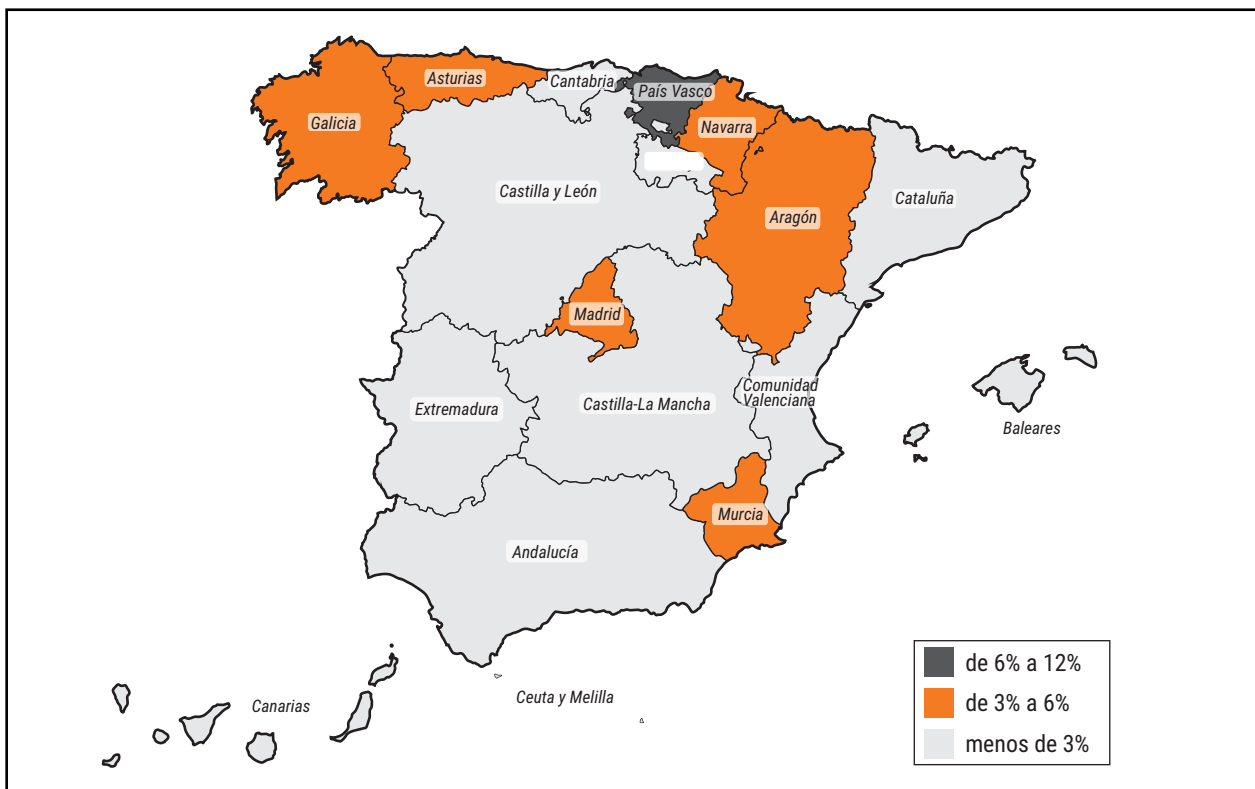 Cantabria
Asturias
País Vasco
Galicia
Navarra
Castilla y León
Cataluña
Aragón
Madrid
Comunidad
Valenciana
Castilla-La Mancha
Extremadura
Baleares
Murcia
Andalucía
de 6% a 12%
de 3% a 6%
menos de 3%
Ceuta y Melilla
Canarias